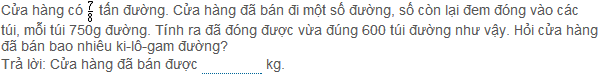 Cửa hàng có 7/8 tấn đường. Cửa hàng đã bán đi một số đường, số còn lại đem đóng vào các
túi, mỗi túi 750g đường. Tính ra đã đóng được vừa đúng 600 túi đường như vậy. Hỏi cửa hàng
đã bán bao nhiêu ki-lô-gam đường?
Trả lời: Cửa hàng đã bán được ............... kg.